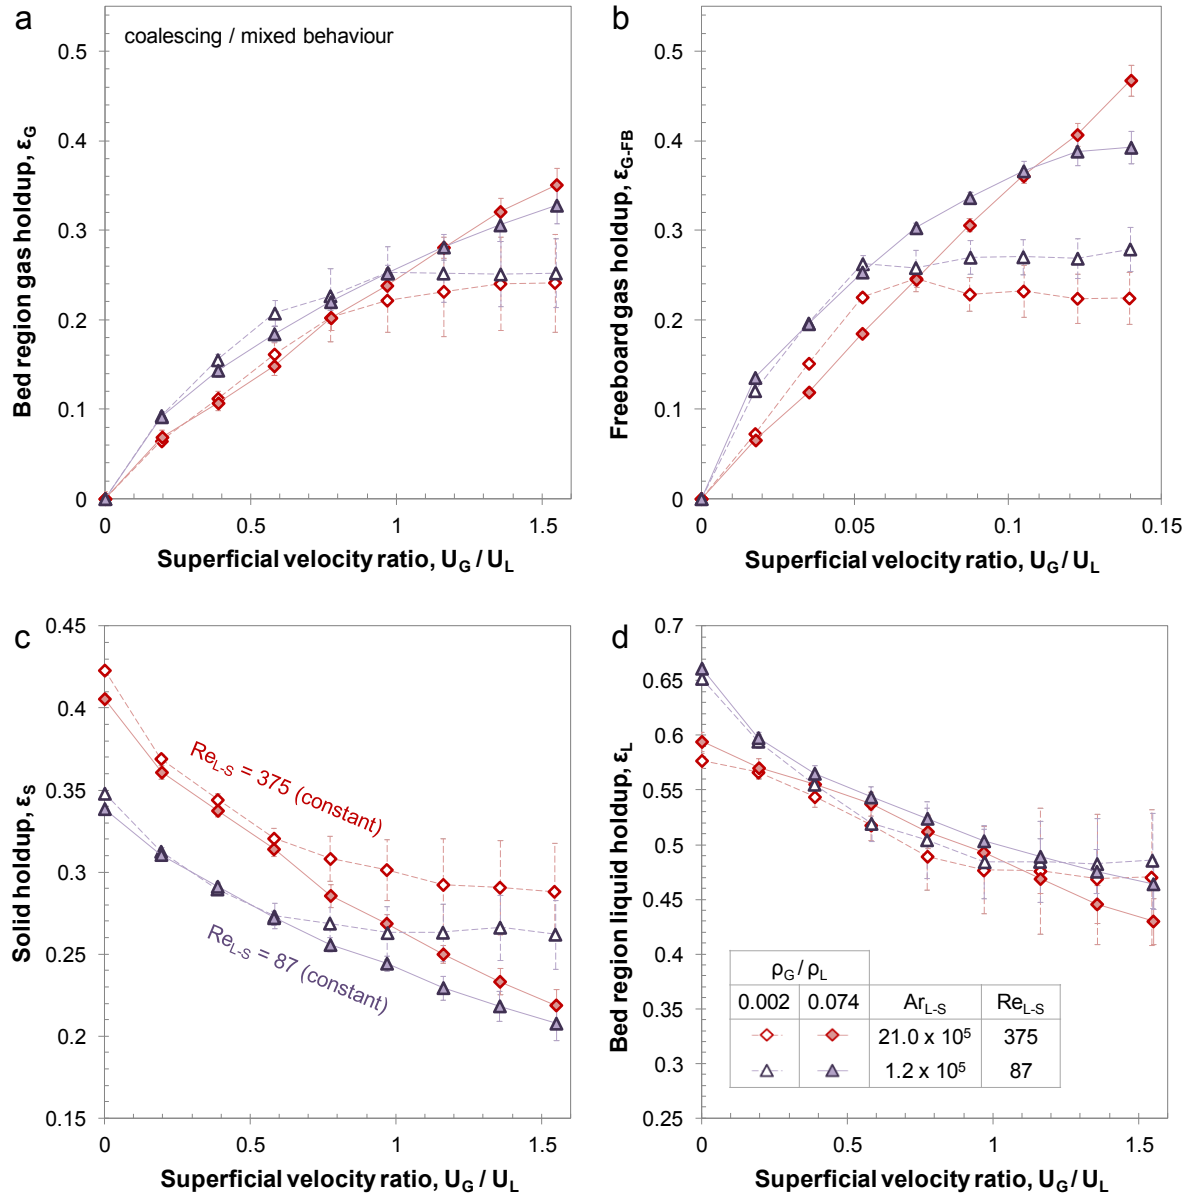 a
coalescing / mixed behaviour
0.5
0.4
0.3
0.2
0.1
0
Bed region gas holdup, εG
0 0.5 1 1.5
Superficial velocity ratio, UG / UL
b
0.5
0.4
0.3
0.2
0.1
0
Freeboard gas holdup, εG-FB
0 0.05 0.1 0.15
Superficial velocity ratio, UG / UL
c
0.45
0.4
0.35
0.3
0.25
0.2
0.15
Solid holdup, εS
ReL-S = 375 (constant)
ReL-S = 87 (constant)
0 0.5 1 1.5
Superficial velocity ratio, UG / UL
d
0.7
0.65
0.6
0.55
0.5
0.45
0.4
0.35
0.3
0.25
Bed region liquid holdup, εL
ρG / ρL
0.002 0.074 ArL-S ReL-S
21.0 x 10⁵ 375
1.2 x 10⁵ 87
0 0.5 1 1.5
Superficial velocity ratio, UG / UL